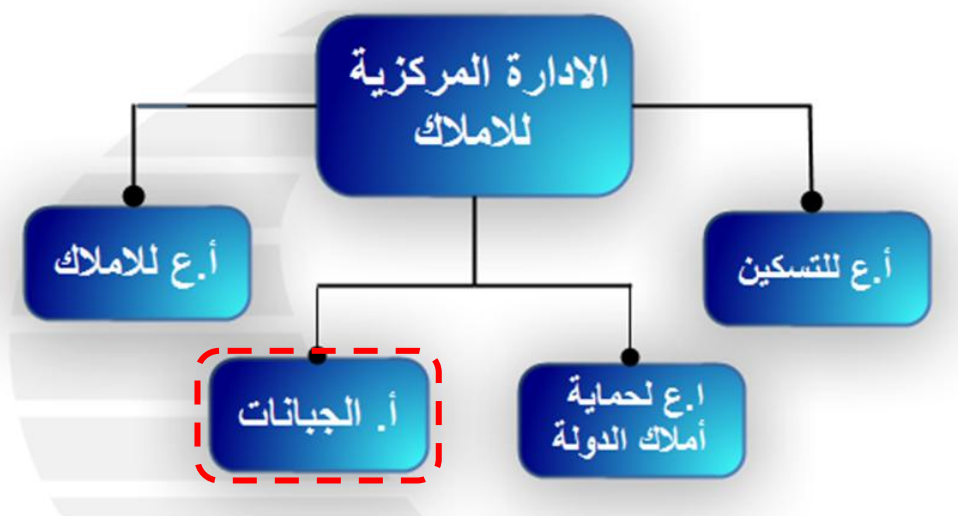 الادارة المركزية
للاملاك
أ.ع للتسكين
أ.ع للاملاك
ا.ع لحماية
أملاك الدولة
أ. الجبانات